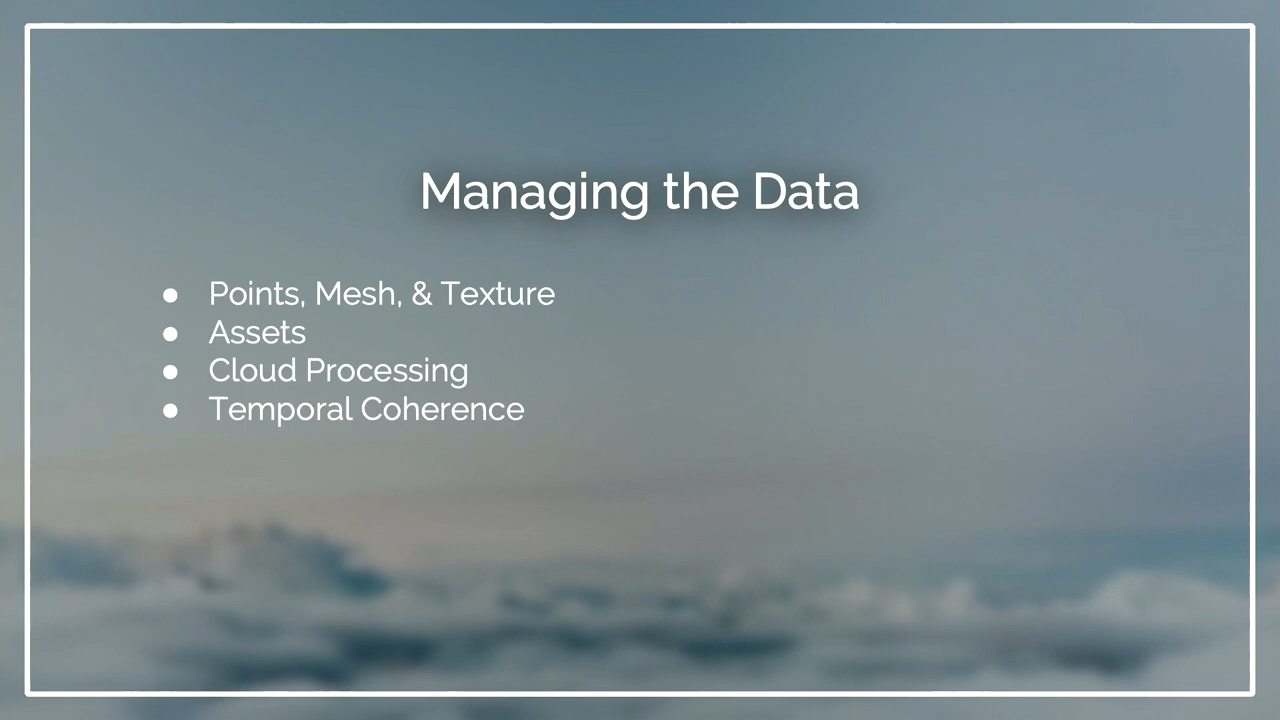 Managing the Data
● Points, Mesh, & Texture
● Assets
● Cloud Processing
● Temporal Coherence